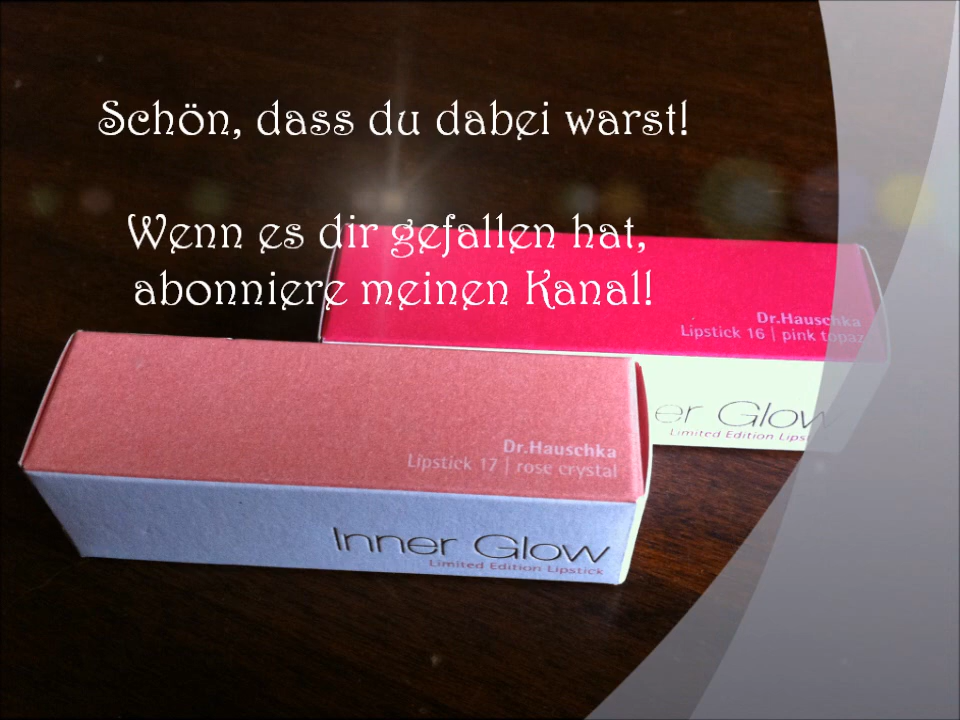 Schön, dass du dabei warst!
Wenn es dir gefallen hat,
abonniere meinen Kanal!
Dr.Hauschka
Lipstick 16 | pink topaz
er Glow
Limited Edition Lips
Dr.Hauschka
Lipstick 17 | rose crystal
Inner Glow
Limited Edition Lipstick